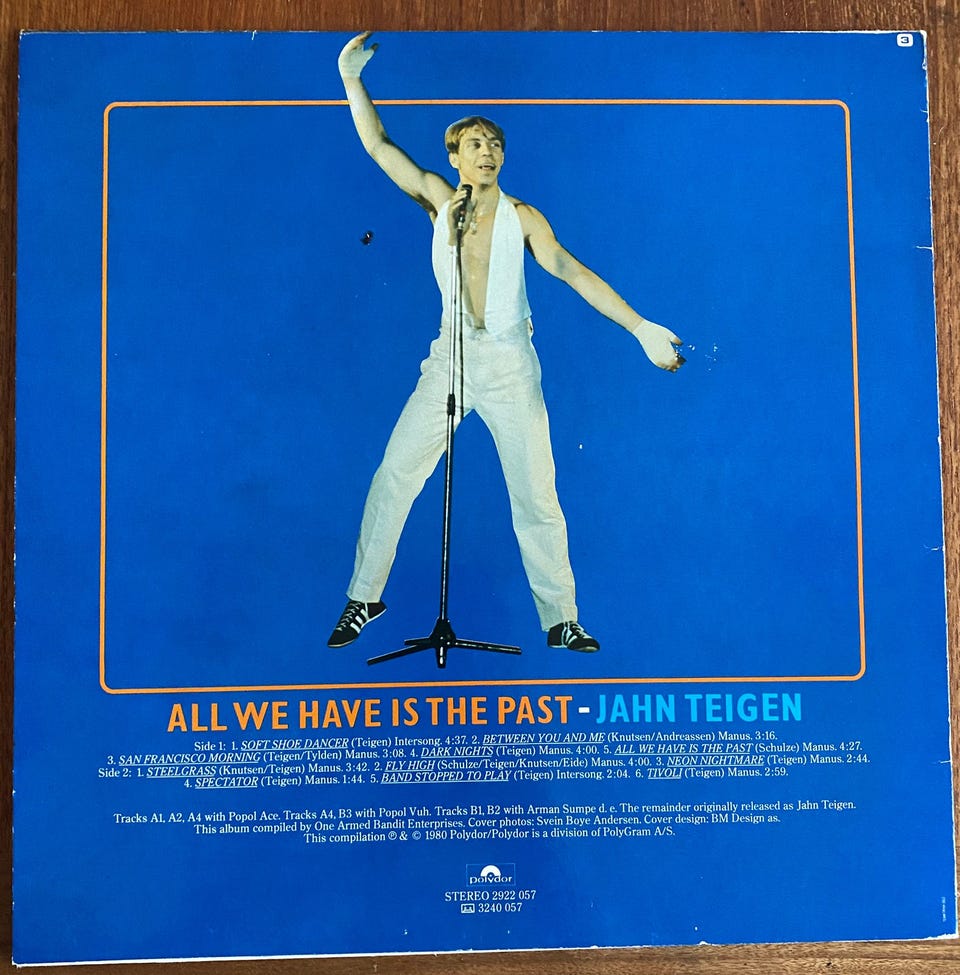 3
ALL WE HAVE IS THE PAST - JAHN TEIGEN
Side 1: 1. SOFT SHOE DANCER (Teigen) Intersong. 4:37. 2. BETWEEN YOU AND ME (Knutsen/Andreassen) Manus. 3:16.
3. SAN FRANCISCO MORNING (Teigen/Tylden) Manus. 3:08. 4. DARK NIGHTS (Teigen) Manus. 4:00. 5. ALL WE HAVE IS THE PAST (Schulze) Manus. 4:27.
Side 2: 1. STEELGRASS (Knutsen/Teigen) Manus. 3:42. 2. FLY HIGH (Schulze/Teigen/Knutsen/Eide) Manus. 4:00. 3. NEON NIGHTMARE (Teigen) Manus. 2:44.
4. SPECTATOR (Teigen) Manus. 1:44. 5. BAND STOPPED TO PLAY (Teigen) Intersong. 2:04. 6. TIVOLI (Teigen) Manus. 2:59.
Tracks A1, A2, A4 with Popol Ace. Tracks A4, B3 with Popol Vuh. Tracks B1, B2 with Arman Sumpe d. e. The remainder originally released as Jahn Teigen.
This album compiled by One Armed Bandit Enterprises. Cover photos: Svein Boye Andersen. Cover design: BM Design as.
This compilation ℗ & © 1980 Polydor/Polydor is a division of PolyGram A/S.
polydor
STEREO 2922 057
3240 057